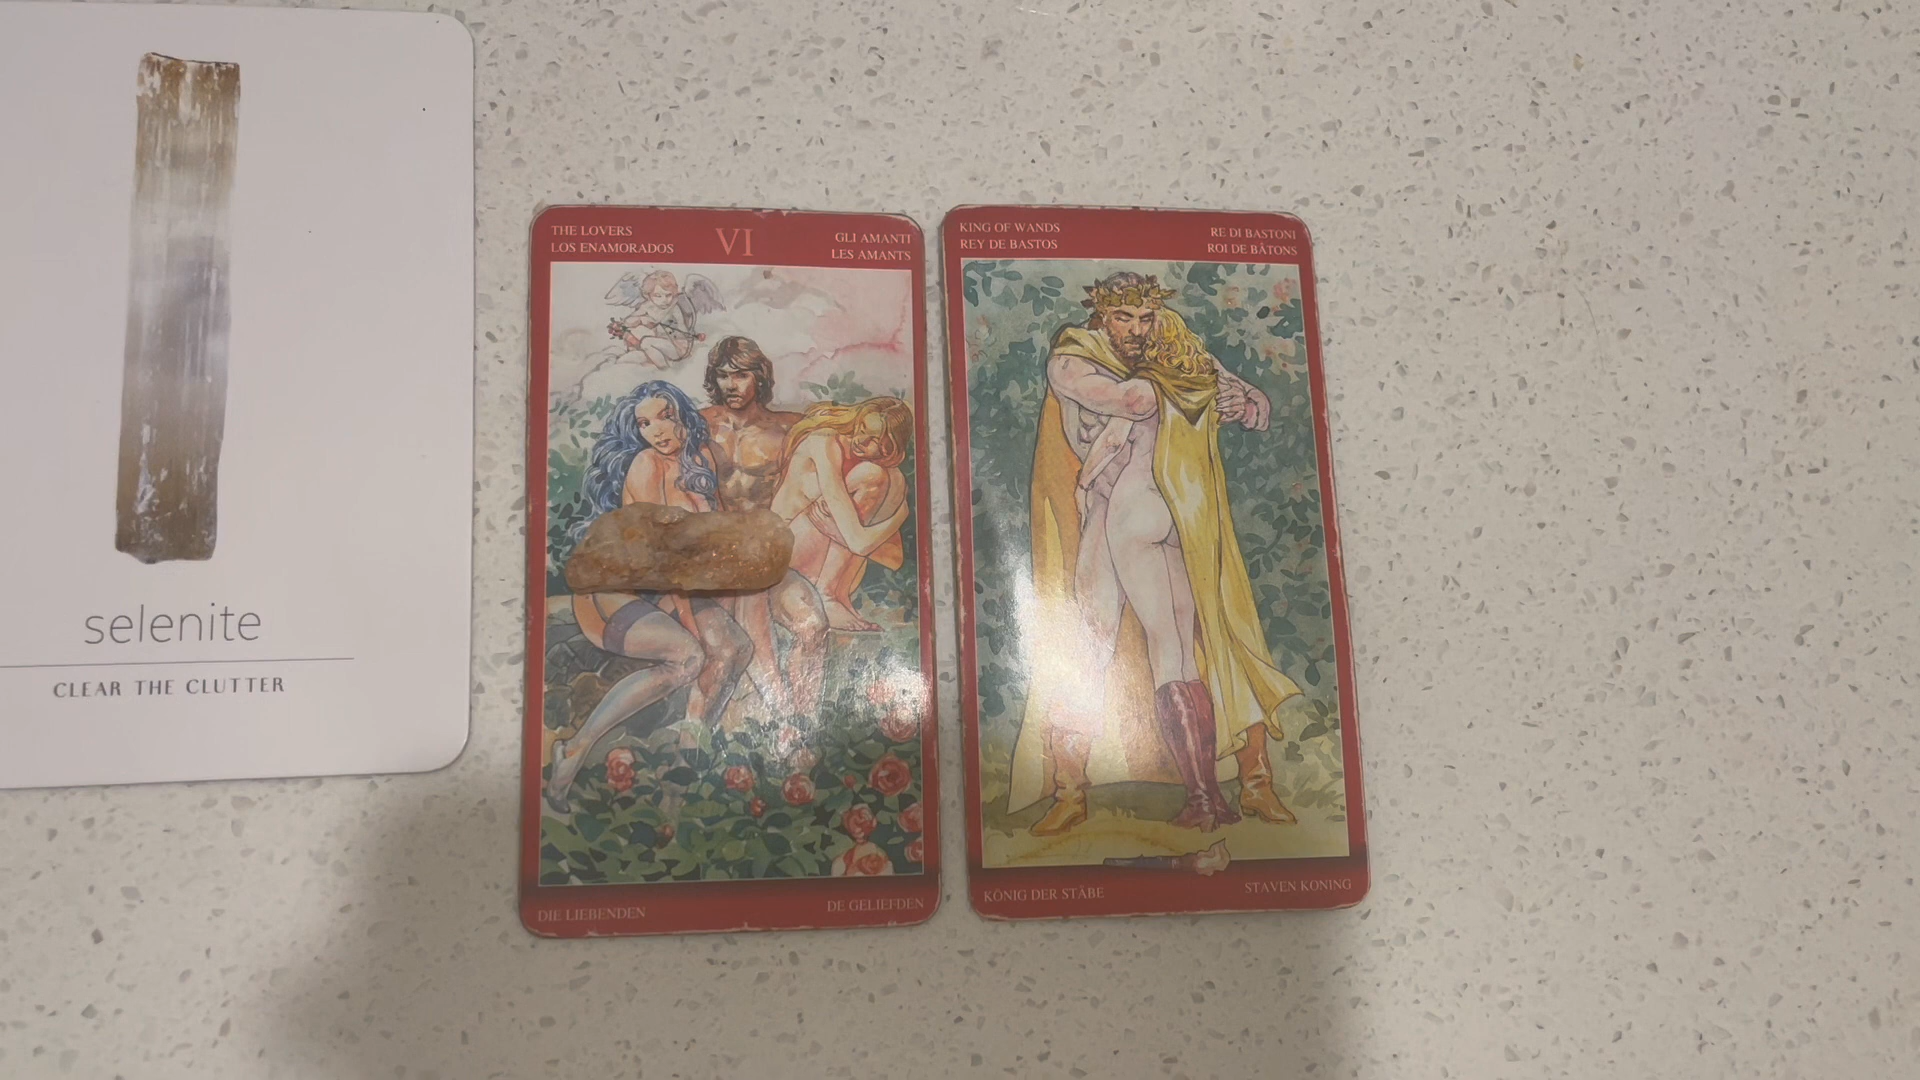 selenite
CLEAR THE CLUTTER
THE LOVERS
LOS ENAMORADOS
VI
GLI AMANTI
LES AMANTS
DIE LIEBENDEN
DE GELIEFDEN
KING OF WANDS
REY DE BASTOS
RE DI BASTONI
ROI DE BÂTONS
KÖNIG DER STÄBE
STAVEN KONING